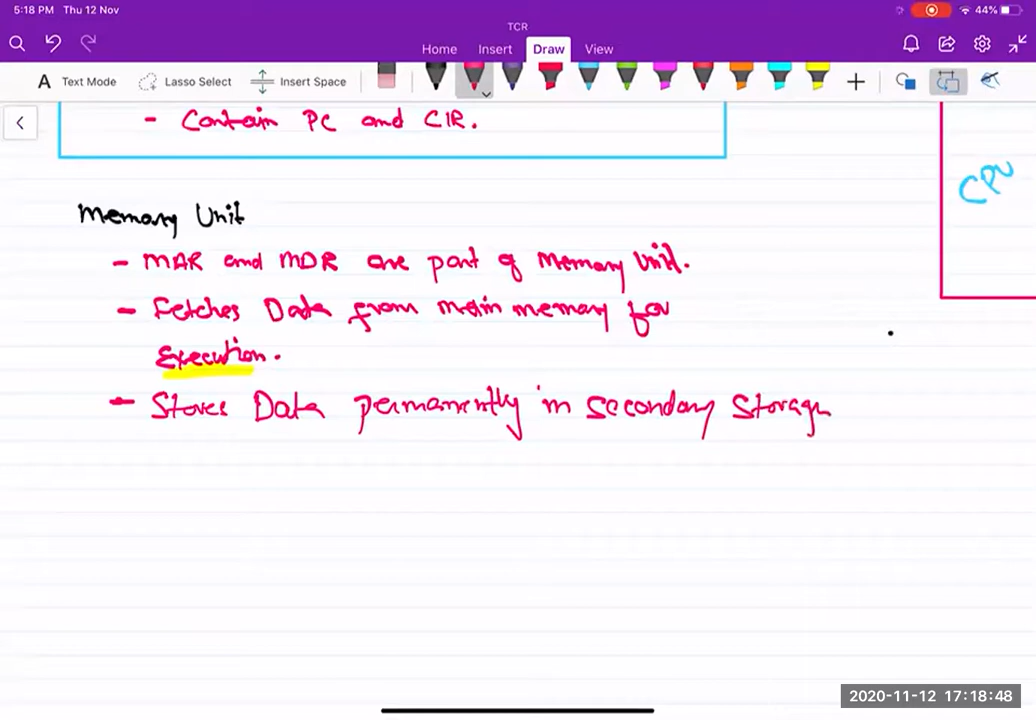 5:18 PM Thu 12 Nov
44%
TCR
Home Insert Draw View
A Text Mode Lasso Select Insert Space
- Contain PC and CIR.
CPU
Memory Unit
- MAR and MDR are part of Memory Unit.
- Fetches Data from main memory for
Execution.
- Stores Data permanently in secondary storage
2020-11-12 17:18:48